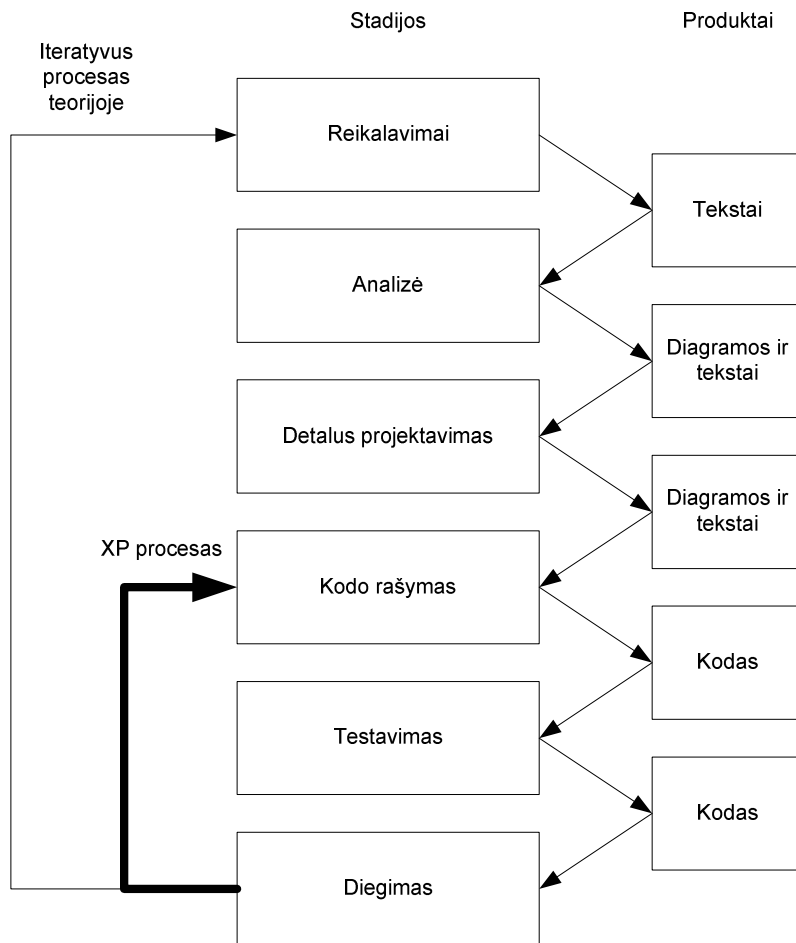 Stadijos
Produktai
Iteratyvus
procesas
teorijoje
Reikalavimai
Tekstai
Analizė
Diagramos ir
tekstai
Detalus projektavimas
Diagramos ir
tekstai
XP procesas
Kodo rašymas
Kodas
Testavimas
Kodas
Diegimas